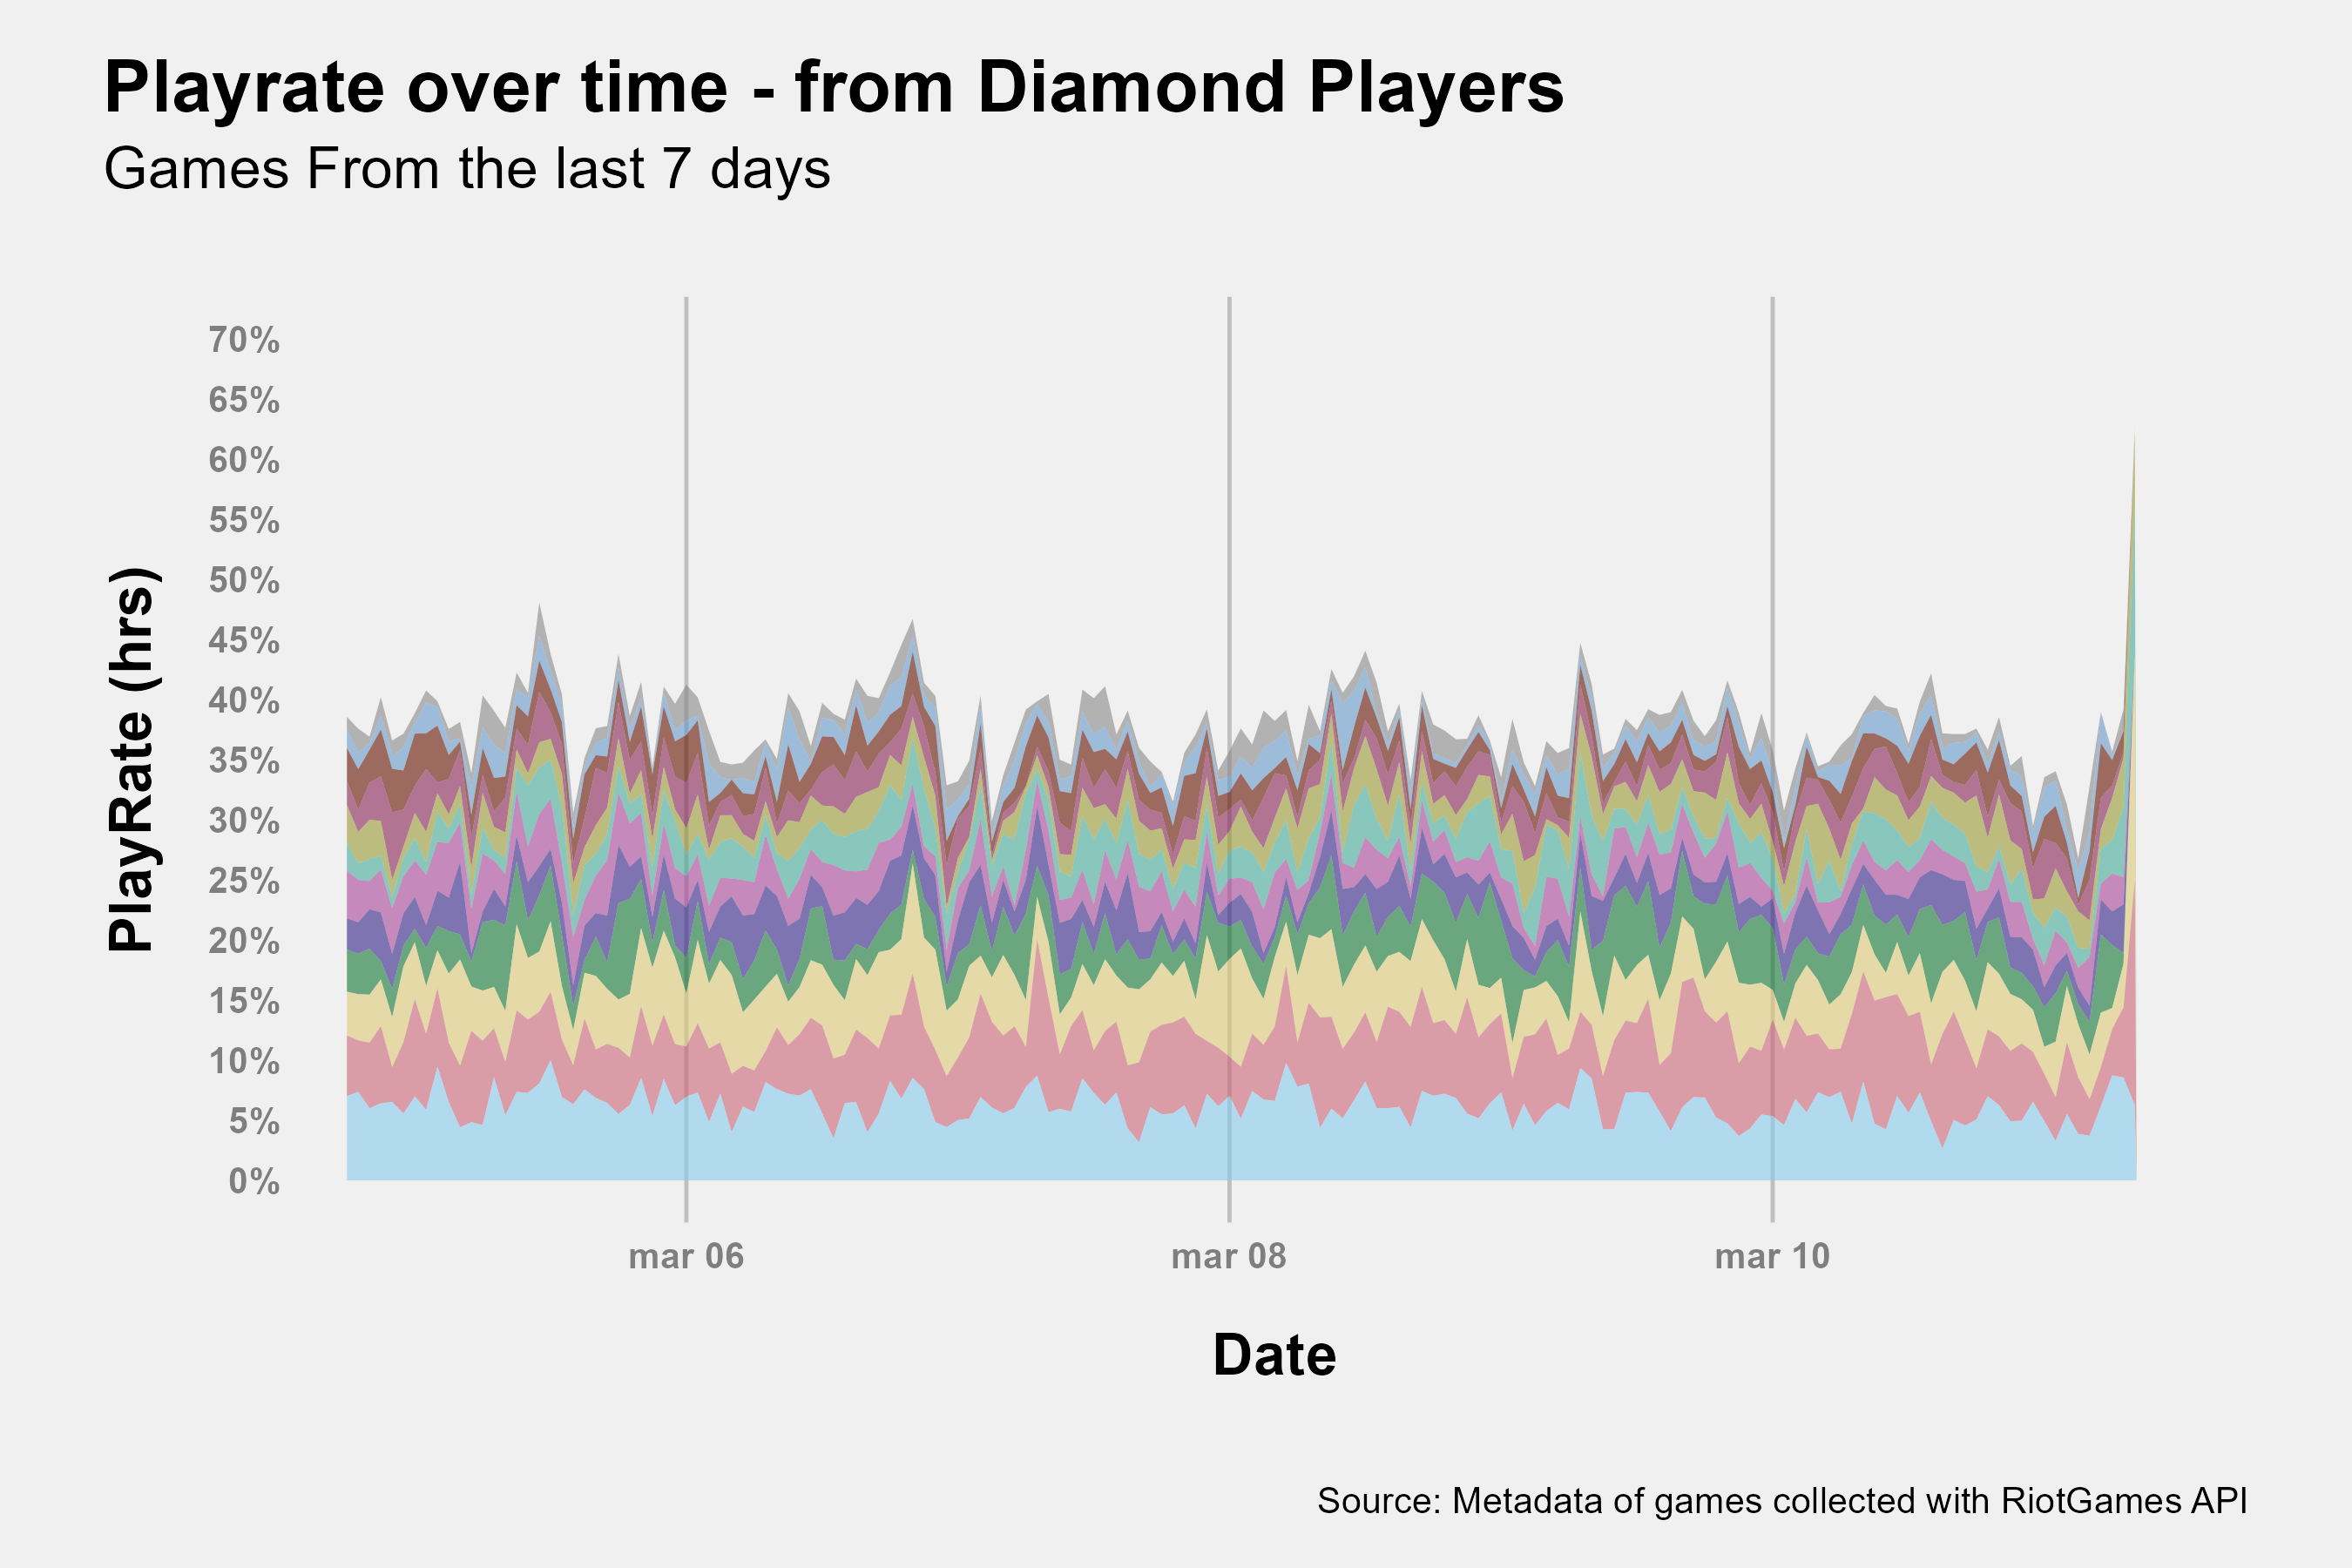 Playrate over time - from Diamond Players
Games From the last 7 days
70%
65%
60%
55%
50%
45%
40%
35%
30%
25%
20%
15%
10%
5%
0%
PlayRate (hrs)
mar 06
mar 08
mar 10
Date
Source: Metadata of games collected with RiotGames API